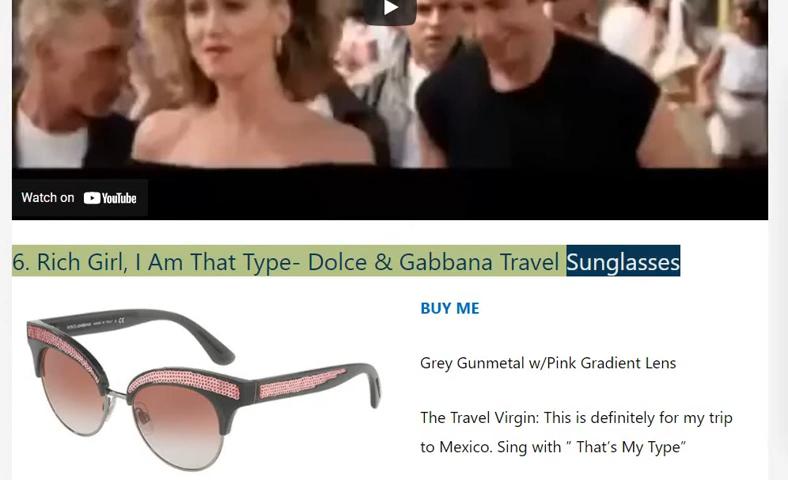 Watch on YouTube
6. Rich Girl, I Am That Type- Dolce & Gabbana Travel Sunglasses
BUY ME
Grey Gunmetal w/Pink Gradient Lens
The Travel Virgin: This is definitely for my trip
to Mexico. Sing with ” That’s My Type”